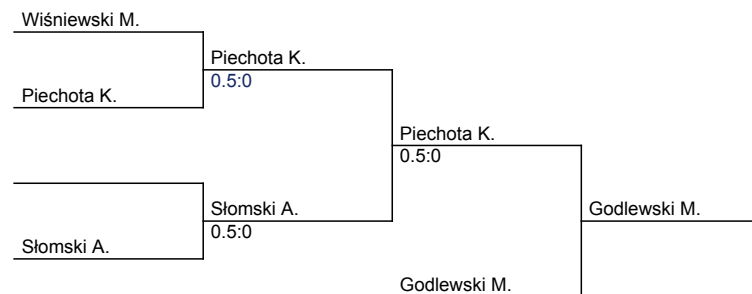 Wiśniewski M.
Piechota K.
0.5:0
Piechota K.
Piechota K.
0.5:0
Słomski A.
0.5:0
Godlewski M.
Słomski A.
Godlewski M.